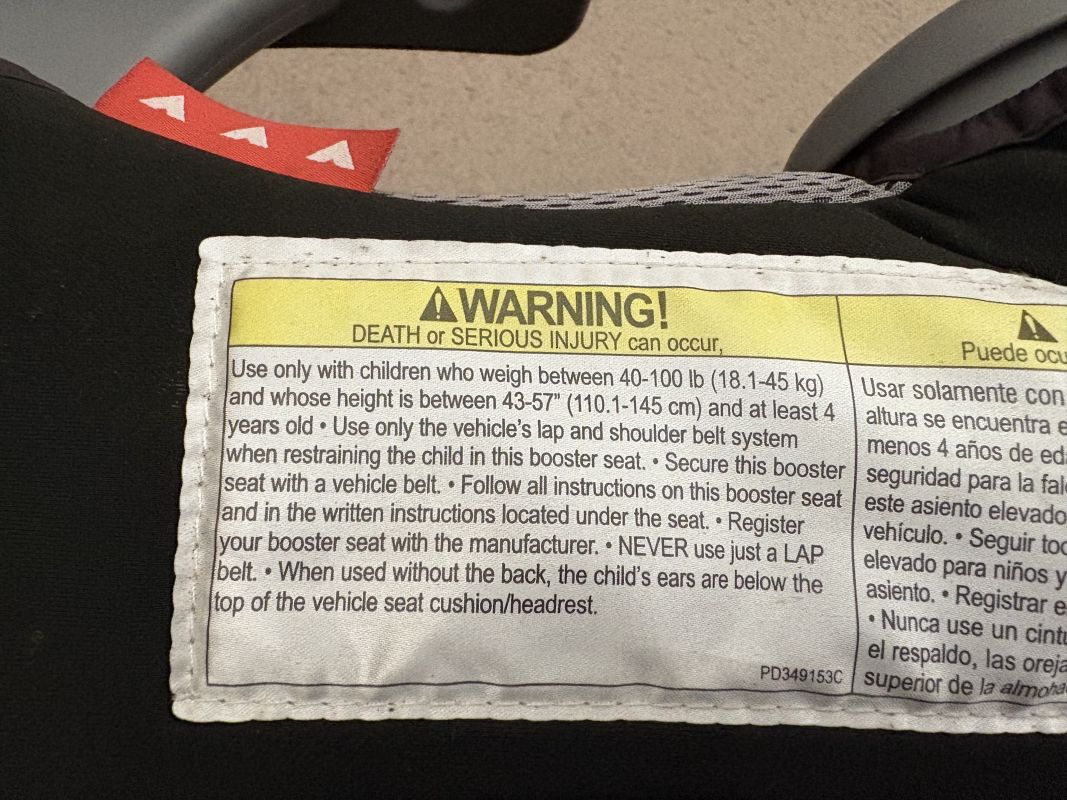 WARNING!
DEATH or SERIOUS INJURY can occur,
Use only with children who weigh between 40-100 lb (18.1-45 kg)
and whose height is between 43-57" (110.1-145 cm) and at least 4
years old • Use only the vehicle's lap and shoulder belt system
when restraining the child in this booster seat. • Secure this booster
seat with a vehicle belt. • Follow all instructions on this booster seat
and in the written instructions located under the seat. • Register
your booster seat with the manufacturer. • NEVER use just a LAP
belt. • When used without the back, the child's ears are below the
top of the vehicle seat cushion/headrest.
PD349153C
Puede
Usar solamente con
altura se encuentra
menos 4 años de
seguridad para la
este asiento
vehículo. • Seguir
elevado para niños y
asiento. • Registrar
• Nunca use un
el respaldo, las
superior de la